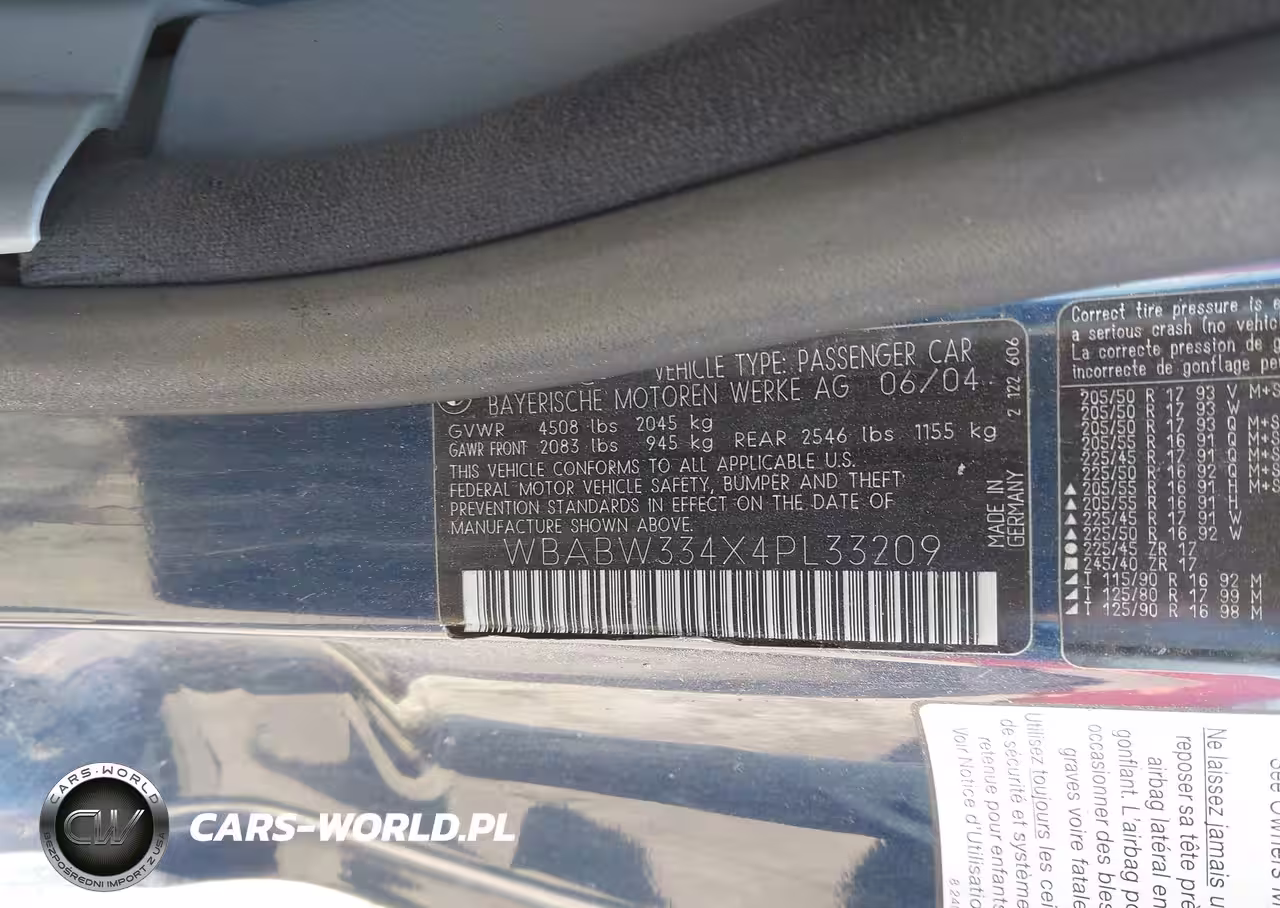 VEHICLE TYPE: PASSENGER CAR
BAYERISCHE MOTOREN WERKE AG 06/04
GVWR 4508 lbs 2045 kg
GAWR FRONT 2083 lbs 945 kg REAR 2546 lbs 1155 kg
THIS VEHICLE CONFORMS TO ALL APPLICABLE U.S.
FEDERAL MOTOR VEHICLE SAFETY, BUMPER AND THEFT
PREVENTION STANDARDS IN EFFECT ON THE DATE OF
MANUFACTURE SHOWN ABOVE.
WBABW334X4PL33209
2 122 606
MADE IN
GERMANY
Correct tire pressure is
a serious crash (no
La correcte pression de
incorrecte de gonflage
205/50 R 17 93 V M+S
205/50 R 17 93 W
205/50 R 17 93 Q M+S
205/55 R 16 91 Q M+S
225/45 R 17 91 Q M+S
225/50 R 16 92 Q M+S
205/55 R 16 91 H M+S
205/55 R 16 91 H
225/45 R 17 91 W
225/50 R 16 92 W
225/45 ZR 17
245/40 ZR 17
T 115/90 R 16 92 M
T 125/80 R 17 99 M
T 125/90 R 16 98 M
See Owner's
Ne laissez jamais
reposer sa tête
airbag latéral en
gonflant. L'airbag
occasionner des
graves voire
Utilisez toujours les
de sécurité et
retenue pour enfants
Voir Notice
CARS-WORLD
CW
BEZPOŚREDNI IMPORT Z USA
CARS-WORLD.PL